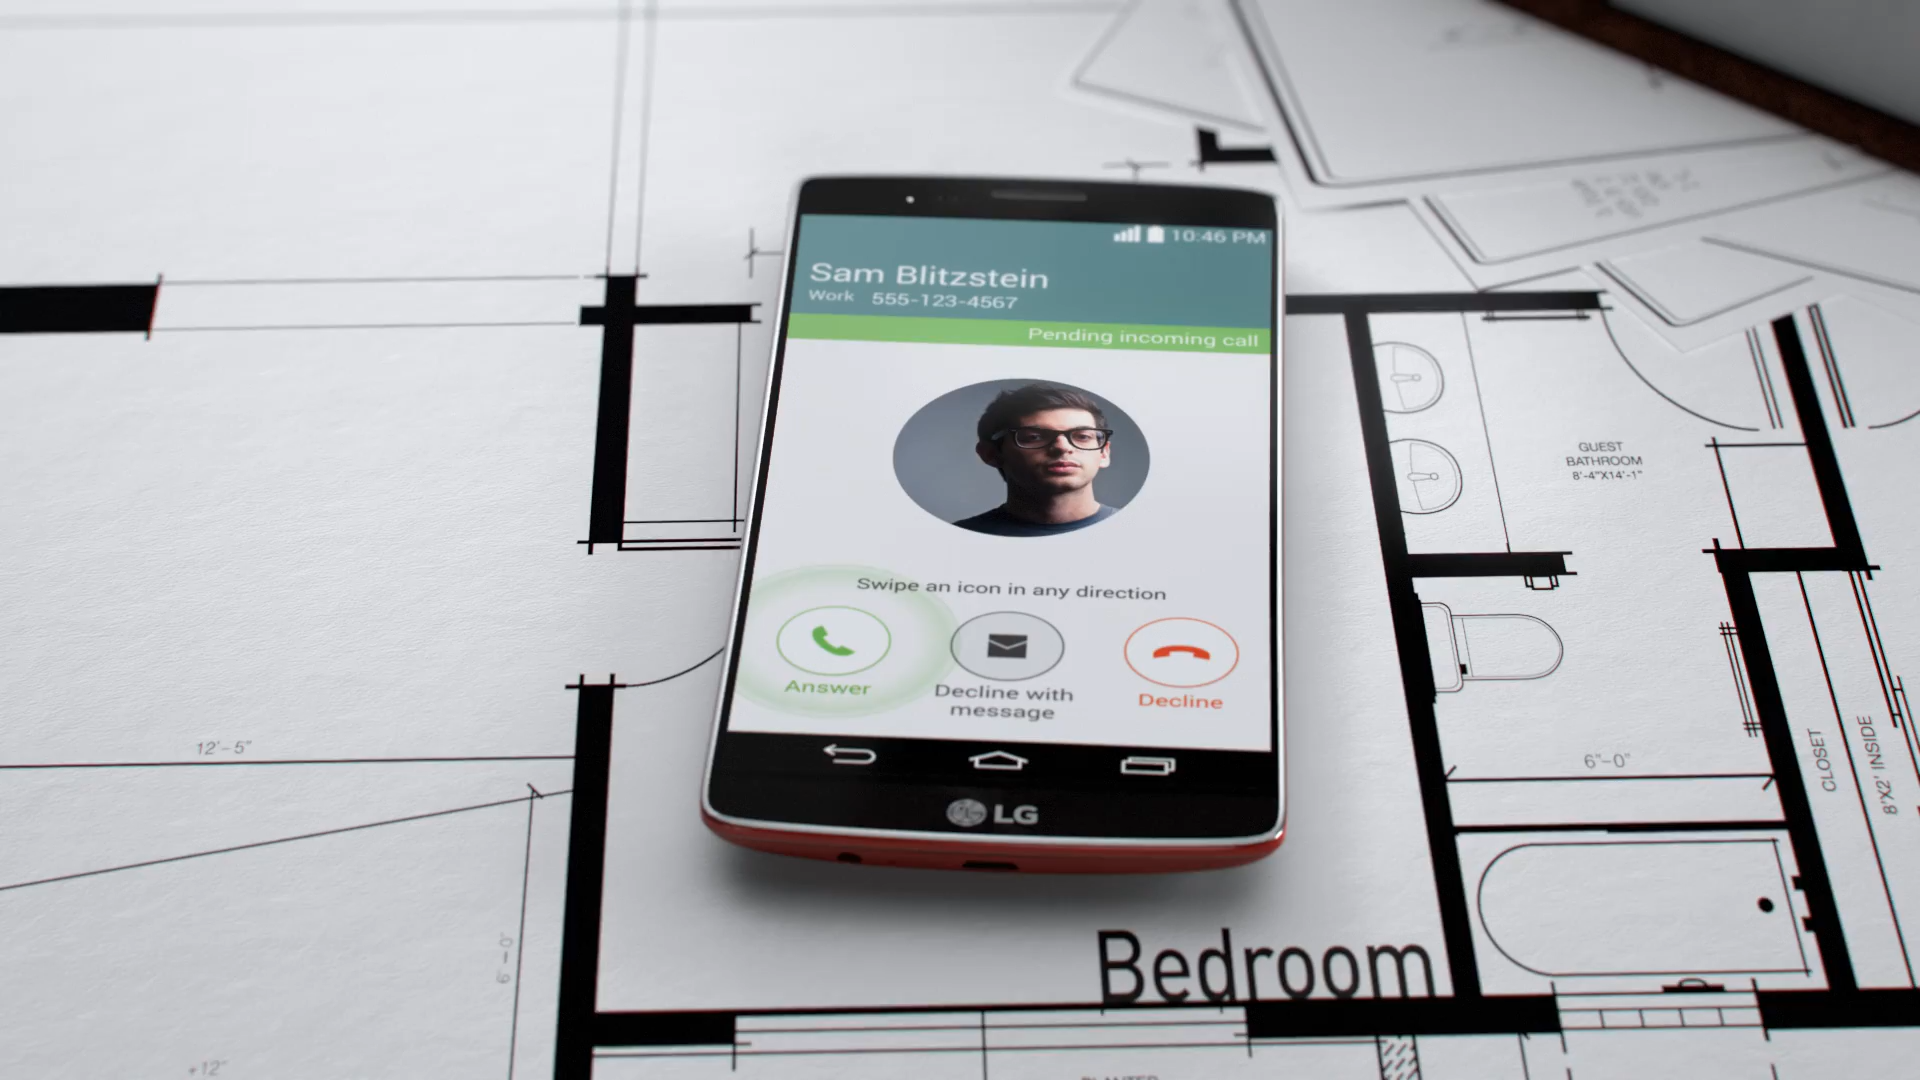 10:46 PM
Sam Blitzstein
Work 555-123-4567
Pending incoming call
Swipe an icon in any direction
Answer
Decline with
message
Decline
LG
GUEST
BATHROOM
8'-4"X14'-1"
12'-5"
6"-0"
CLOSET
8'X2' INSIDE
6'-0"
Bedroom
+12"
PLANTER